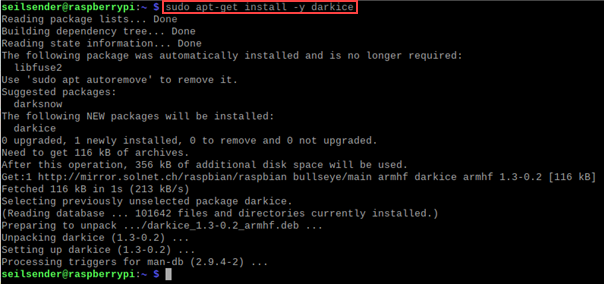 seilsender@raspberrypi:~ $ sudo apt-get install -y darkice
Reading package lists... Done
Building dependency tree... Done
Reading state information... Done
The following package was automatically installed and is no longer required:
  libfuse2
Use 'sudo apt autoremove' to remove it.
Suggested packages:
  darksnow
The following NEW packages will be installed:
  darkice
0 upgraded, 1 newly installed, 0 to remove and 0 not upgraded.
Need to get 116 kB of archives.
After this operation, 356 kB of additional disk space will be used.
Get:1 http://mirror.solnet.ch/raspbian/raspbian bullseye/main armhf darkice armhf 1.3-0.2 [116 kB]
Fetched 116 kB in 1s (213 kB/s)
Selecting previously unselected package darkice.
(Reading database ... 101642 files and directories currently installed.)
Preparing to unpack .../darkice_1.3-0.2_armhf.deb ...
Unpacking darkice (1.3-0.2) ...
Setting up darkice (1.3-0.2) ...
Processing triggers for man-db (2.9.4-2) ...
seilsender@raspberrypi:~ $